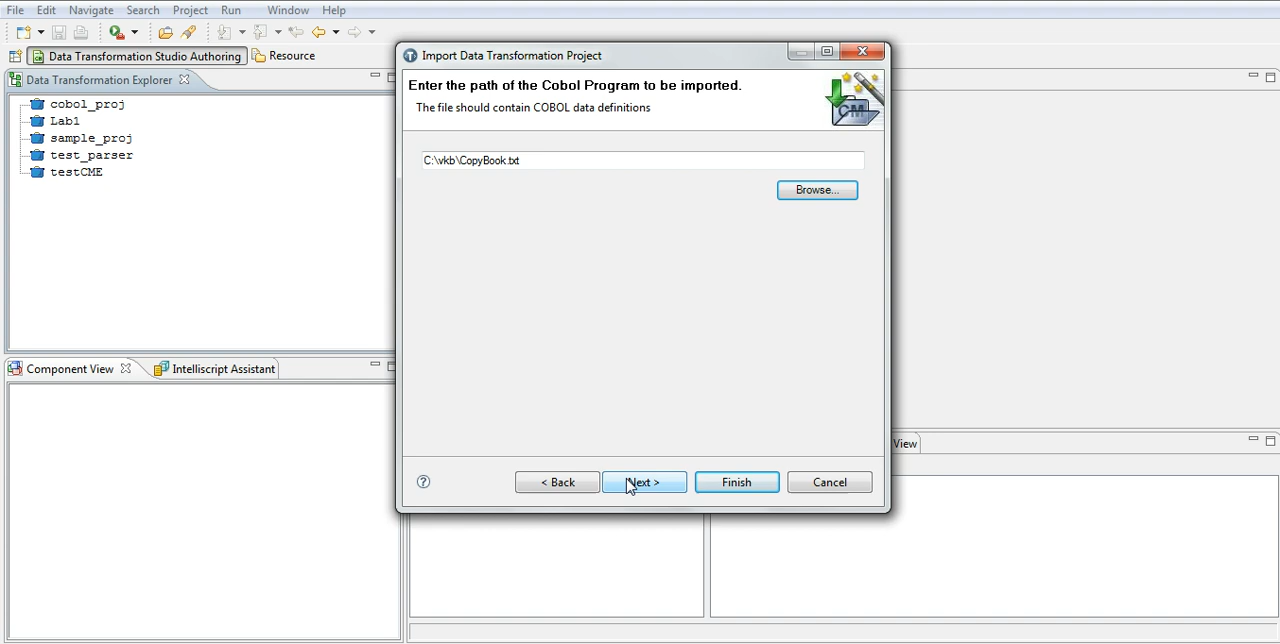 File Edit Navigate Search Project Run Window Help
Data Transformation Studio Authoring Resource
Data Transformation Explorer
cobol_proj
Lab1
sample_proj
test_parser
testCME
Component View Intelliscript Assistant
Import Data Transformation Project
Enter the path of the Cobol Program to be imported.
The file should contain COBOL data definitions
CM
C:\vkb\CopyBook.txt
Browse...
? < Back Next > Finish Cancel
View